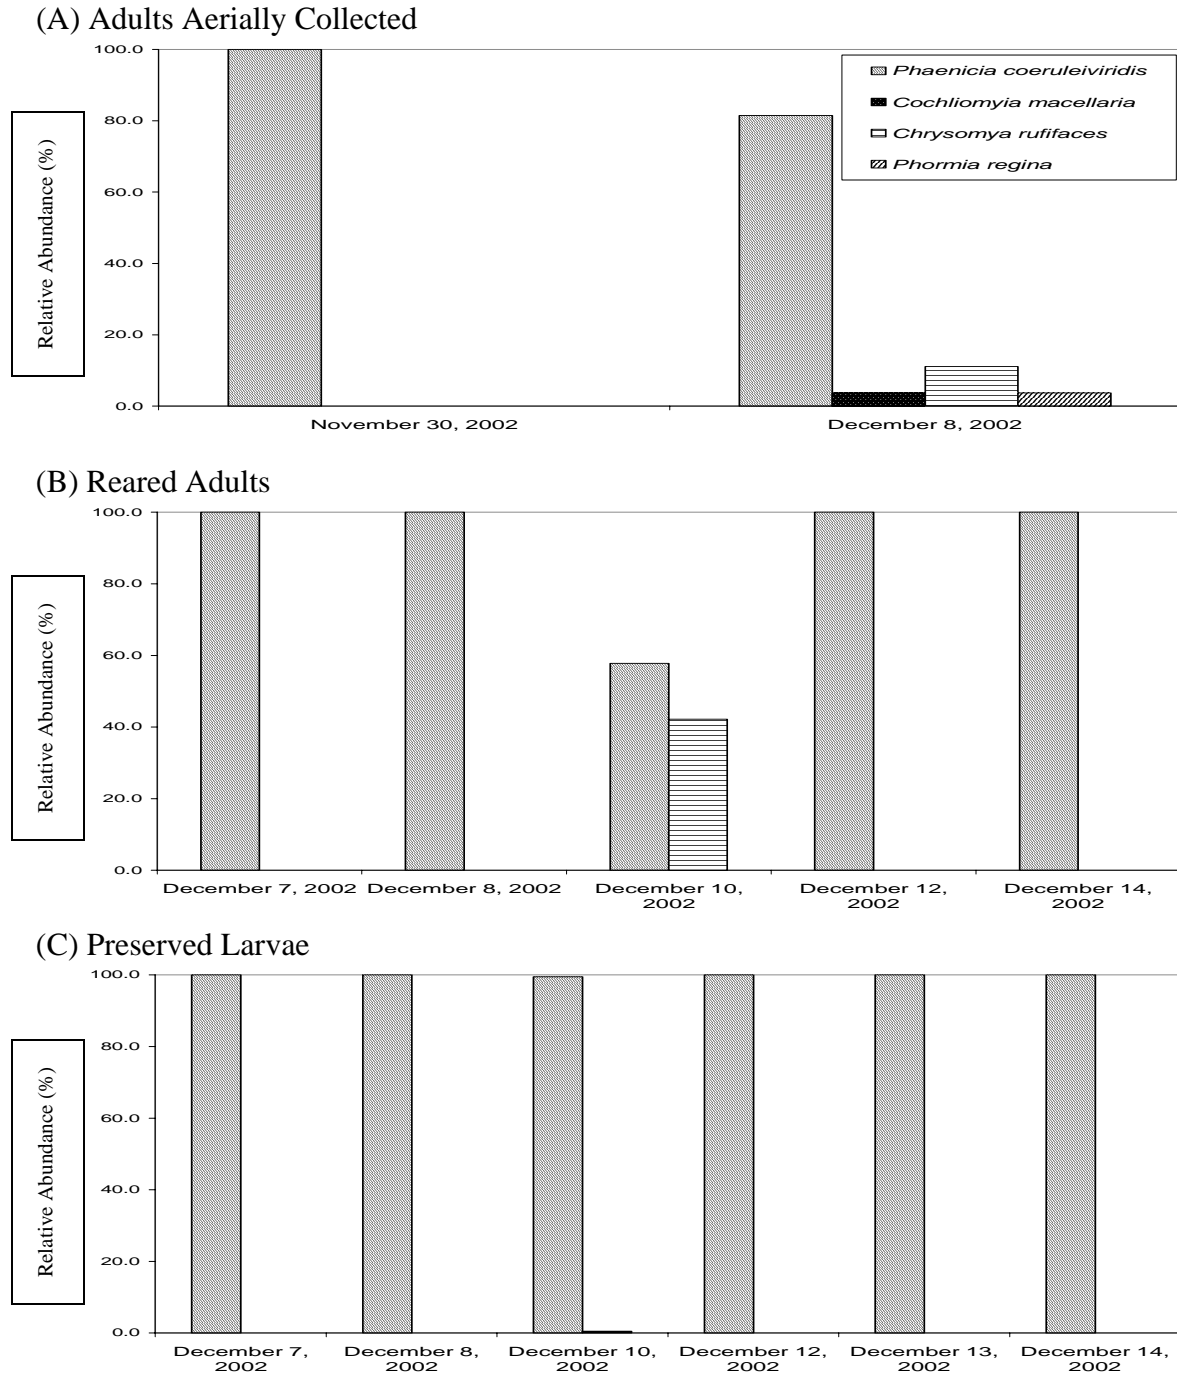 (A) Adults Aerially Collected
Relative Abundance (%)
100.0
80.0
60.0
40.0
20.0
0.0
Phaenicia coeruleiviridis
Cochliomyia macellaria
Chrysomya rufifaces
Phormia regina
November 30, 2002
December 8, 2002
(B) Reared Adults
Relative Abundance (%)
100.0
80.0
60.0
40.0
20.0
0.0
December 7, 2002
December 8, 2002
December 10,
2002
December 12,
2002
December 14,
2002
(C) Preserved Larvae
Relative Abundance (%)
100.0
80.0
60.0
40.0
20.0
0.0
December 7,
2002
December 8,
2002
December 10,
2002
December 12,
2002
December 13,
2002
December 14,
2002